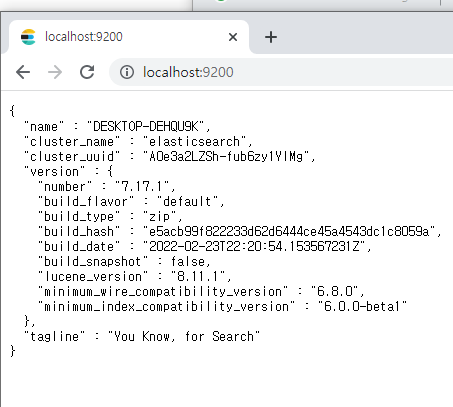 localhost:9200
localhost:9200
{
  "name" : "DESKTOP-DEHQU9K",
  "cluster_name" : "elasticsearch",
  "cluster_uuid" : "AOe3a2LZSh-fub6zy1YlMg",
  "version" : {
    "number" : "7.17.1",
    "build_flavor" : "default",
    "build_type" : "zip",
    "build_hash" : "e5acb99f822233d62d6444ce45a4543dc1c8059a",
    "build_date" : "2022-02-23T22:20:54.153567231Z",
    "build_snapshot" : false,
    "lucene_version" : "8.11.1",
    "minimum_wire_compatibility_version" : "6.8.0",
    "minimum_index_compatibility_version" : "6.0.0-beta1"
  },
  "tagline" : "You Know, for Search"
}